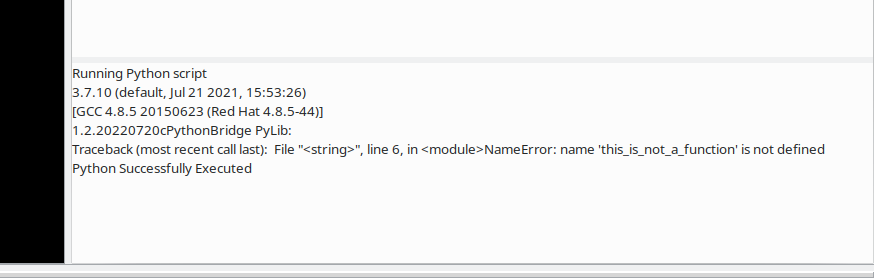 Running Python script
3.7.10 (default, Jul 21 2021, 15:53:26)
[GCC 4.8.5 20150623 (Red Hat 4.8.5-44)]
1.2.20220720cPythonBridge PyLib:
Traceback (most recent call last):  File "<string>", line 6, in <module>NameError: name 'this_is_not_a_function' is not defined
Python Successfully Executed